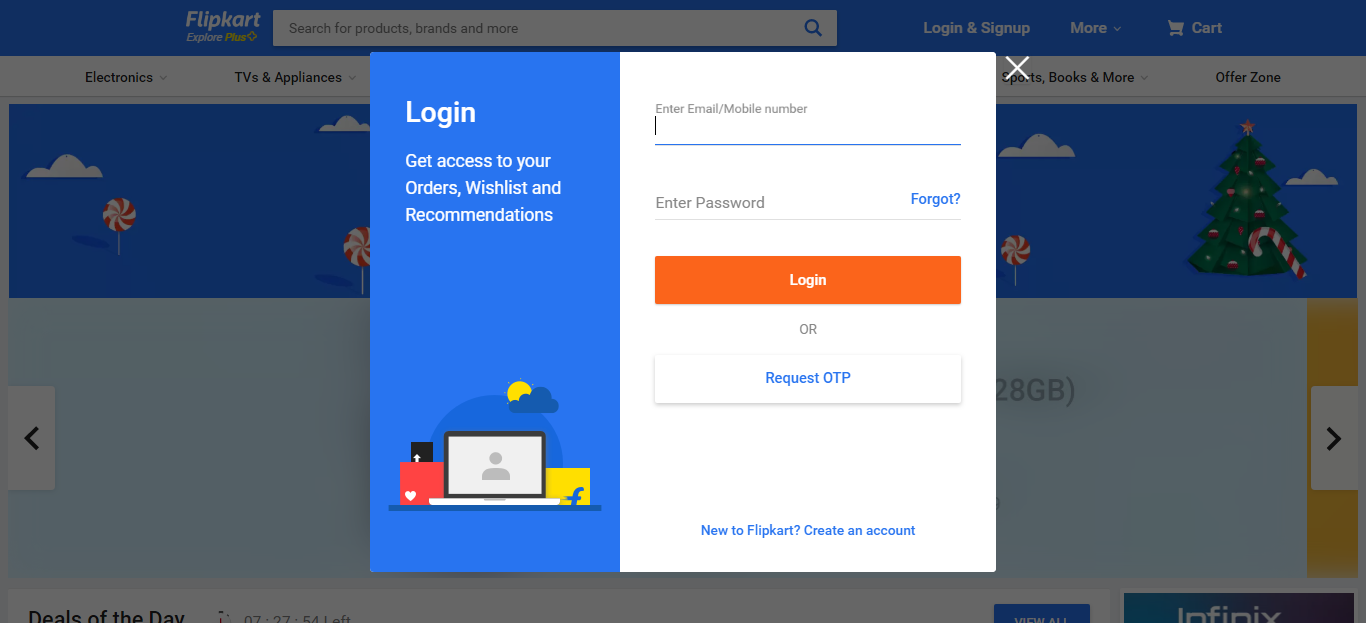 Flipkart
Explore Plus
Search for products, brands and more
Login & Signup
More
Cart
Electronics
TVs & Appliances
Sports, Books & More
Offer Zone
Login
Get access to your
Orders, Wishlist and
Recommendations
Enter Email/Mobile number
Enter Password
Forgot?
Login
OR
Request OTP
New to Flipkart? Create an account
28GB)
Deals of the Day
07 : 27 : 54 Left
VIEW ALL
Infinix